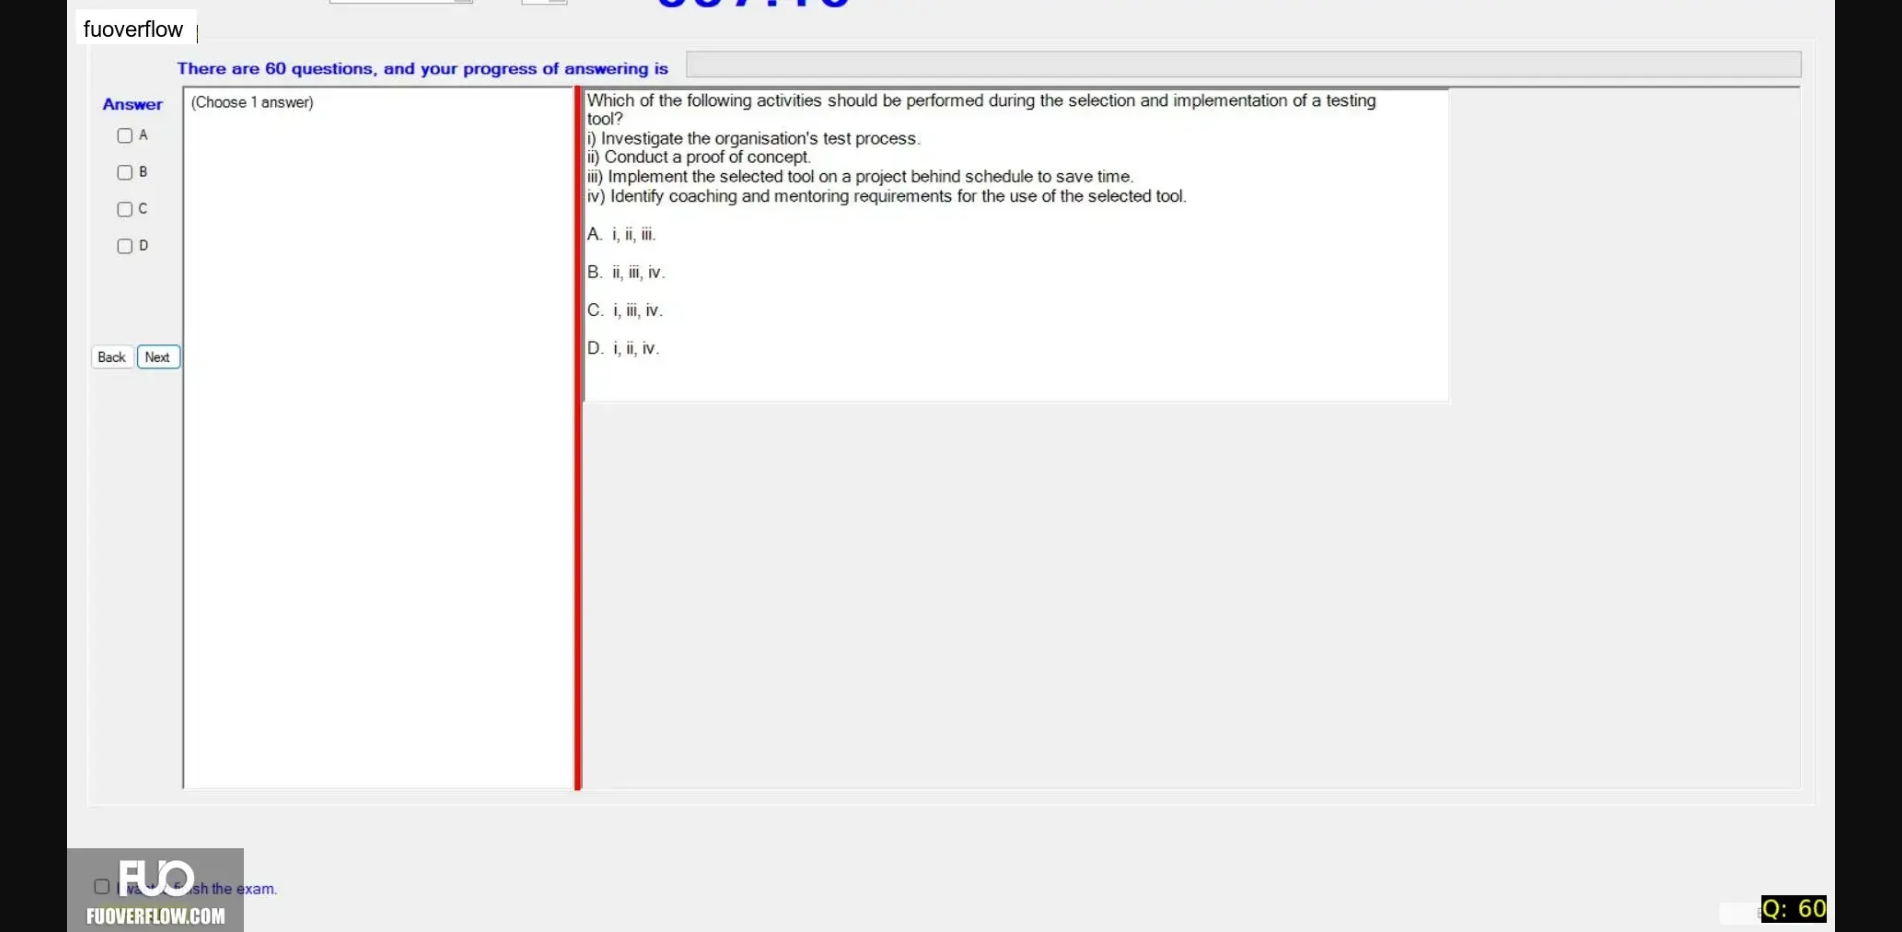 fuoverflow
There are 60 questions, and your progress of answering is
Answer
(Choose 1 answer)
A
B
C
D
Back
Next
Which of the following activities should be performed during the selection and implementation of a testing
tool?
i) Investigate the organisation's test process.
ii) Conduct a proof of concept.
iii) Implement the selected tool on a project behind schedule to save time.
iv) Identify coaching and mentoring requirements for the use of the selected tool.
A. i, ii, iii.
B. ii, iii, iv.
C. i, iii, iv.
D. i, ii, iv.
FUO
the exam.
FUOVERFLOW.COM
Q: 60